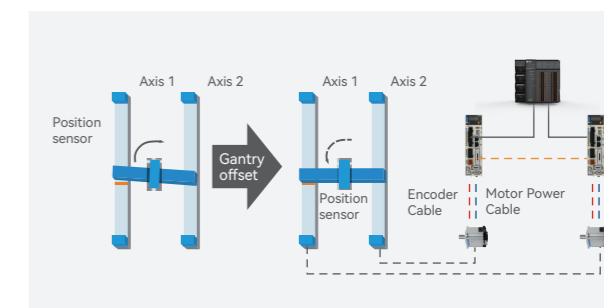 Axis 1
Axis 2
Position
sensor
Gantry
offset
Axis 1
Axis 2
Position
sensor
Encoder
Cable
Motor Power
Cable